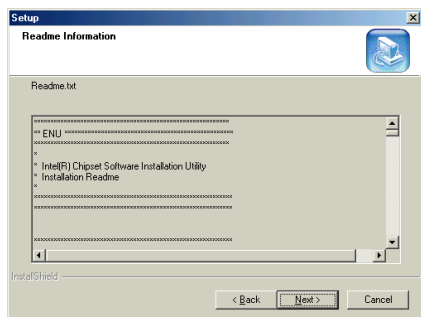 Setup
Readme Information
Readme.txt
** ENU **************************************************
*
* Intel(R) Chipset Software Installation Utility
* Installation Readme
*
InstallShield
< Back
Next >
Cancel